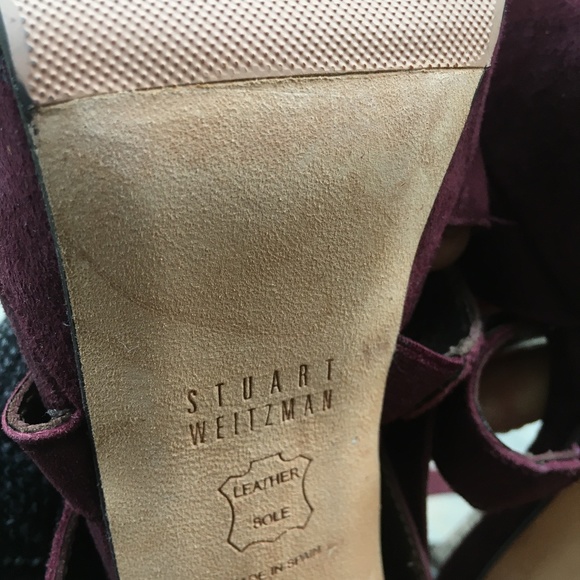 STUART
WEITZMAN
LEATHER
SOLE
MADE IN SPAIN